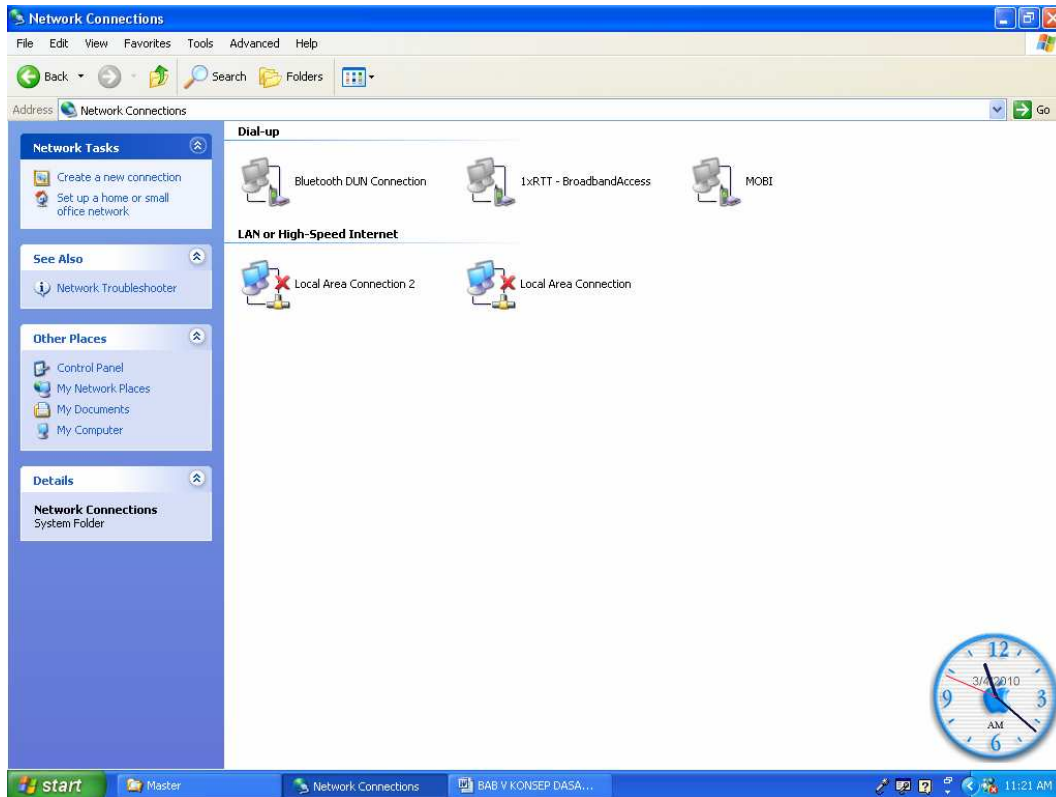 Network Connections
File Edit View Favorites Tools Advanced Help
Back Search Folders
Address Network Connections Go
Network Tasks
Create a new connection
Set up a home or small
office network
See Also
Network Troubleshooter
Other Places
Control Panel
My Network Places
My Documents
My Computer
Details
Network Connections
System Folder
Dial-up
Bluetooth DUN Connection 1xRTT - BroadbandAccess MOBI
LAN or High-Speed Internet
Local Area Connection 2 Local Area Connection
12
3/4/2010
9 3
AM
6
start Master Network Connections BAB V KONSEP DASA... 11:21 AM